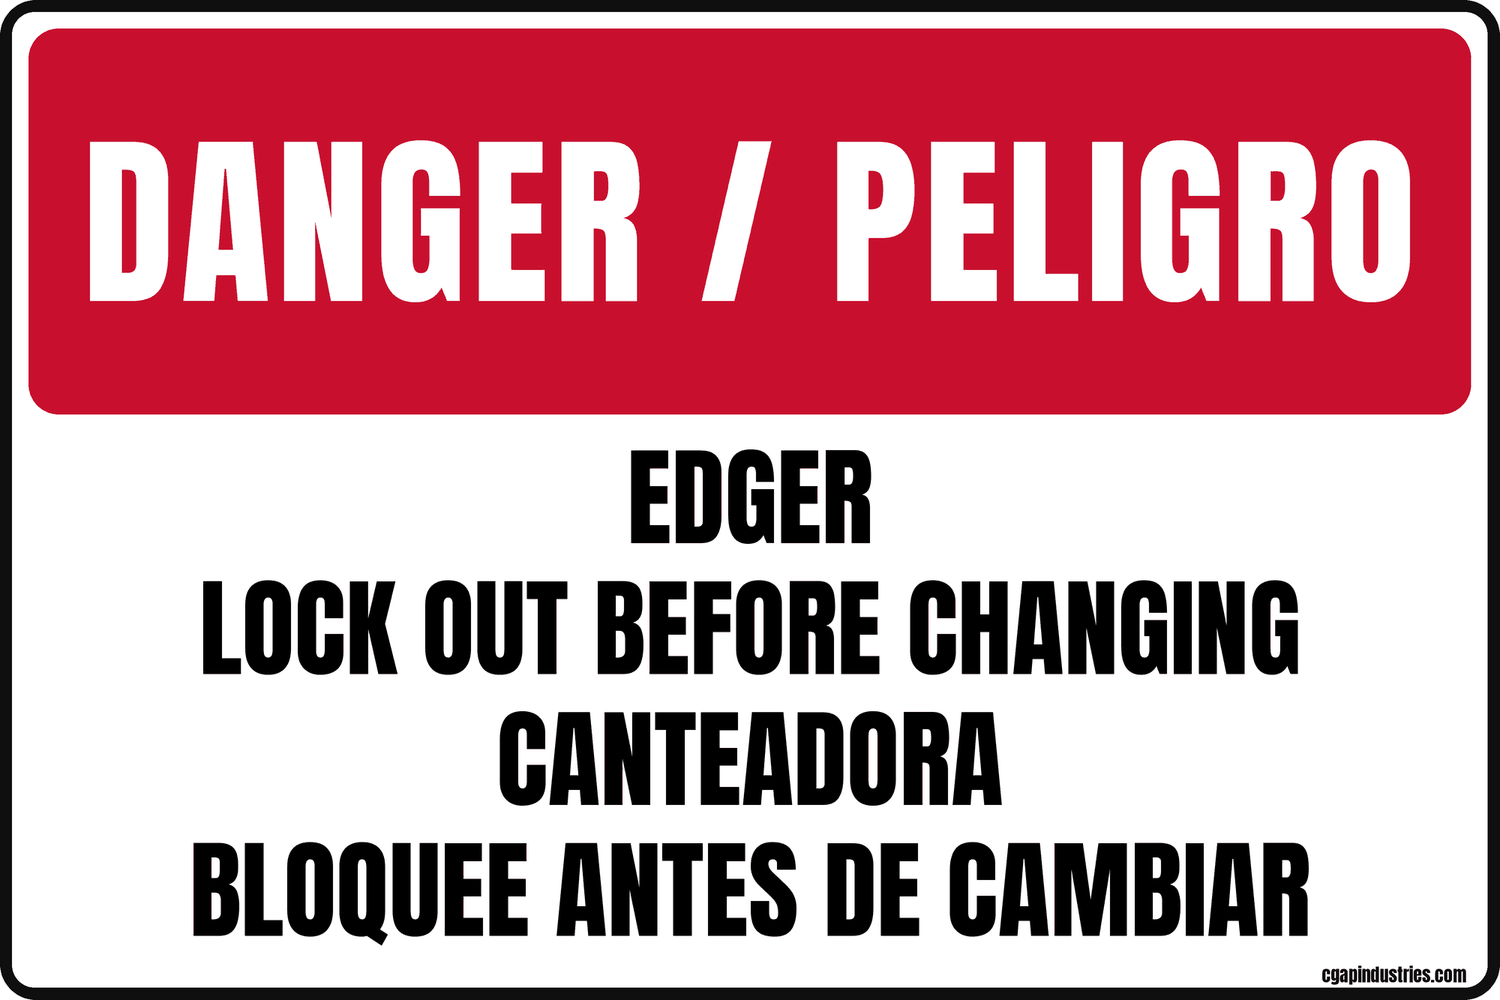 DANGER / PELIGRO
EDGER
LOCK OUT BEFORE CHANGING
CANTEADORA
BLOQUEE ANTES DE CAMBIAR
cgapindustries.com